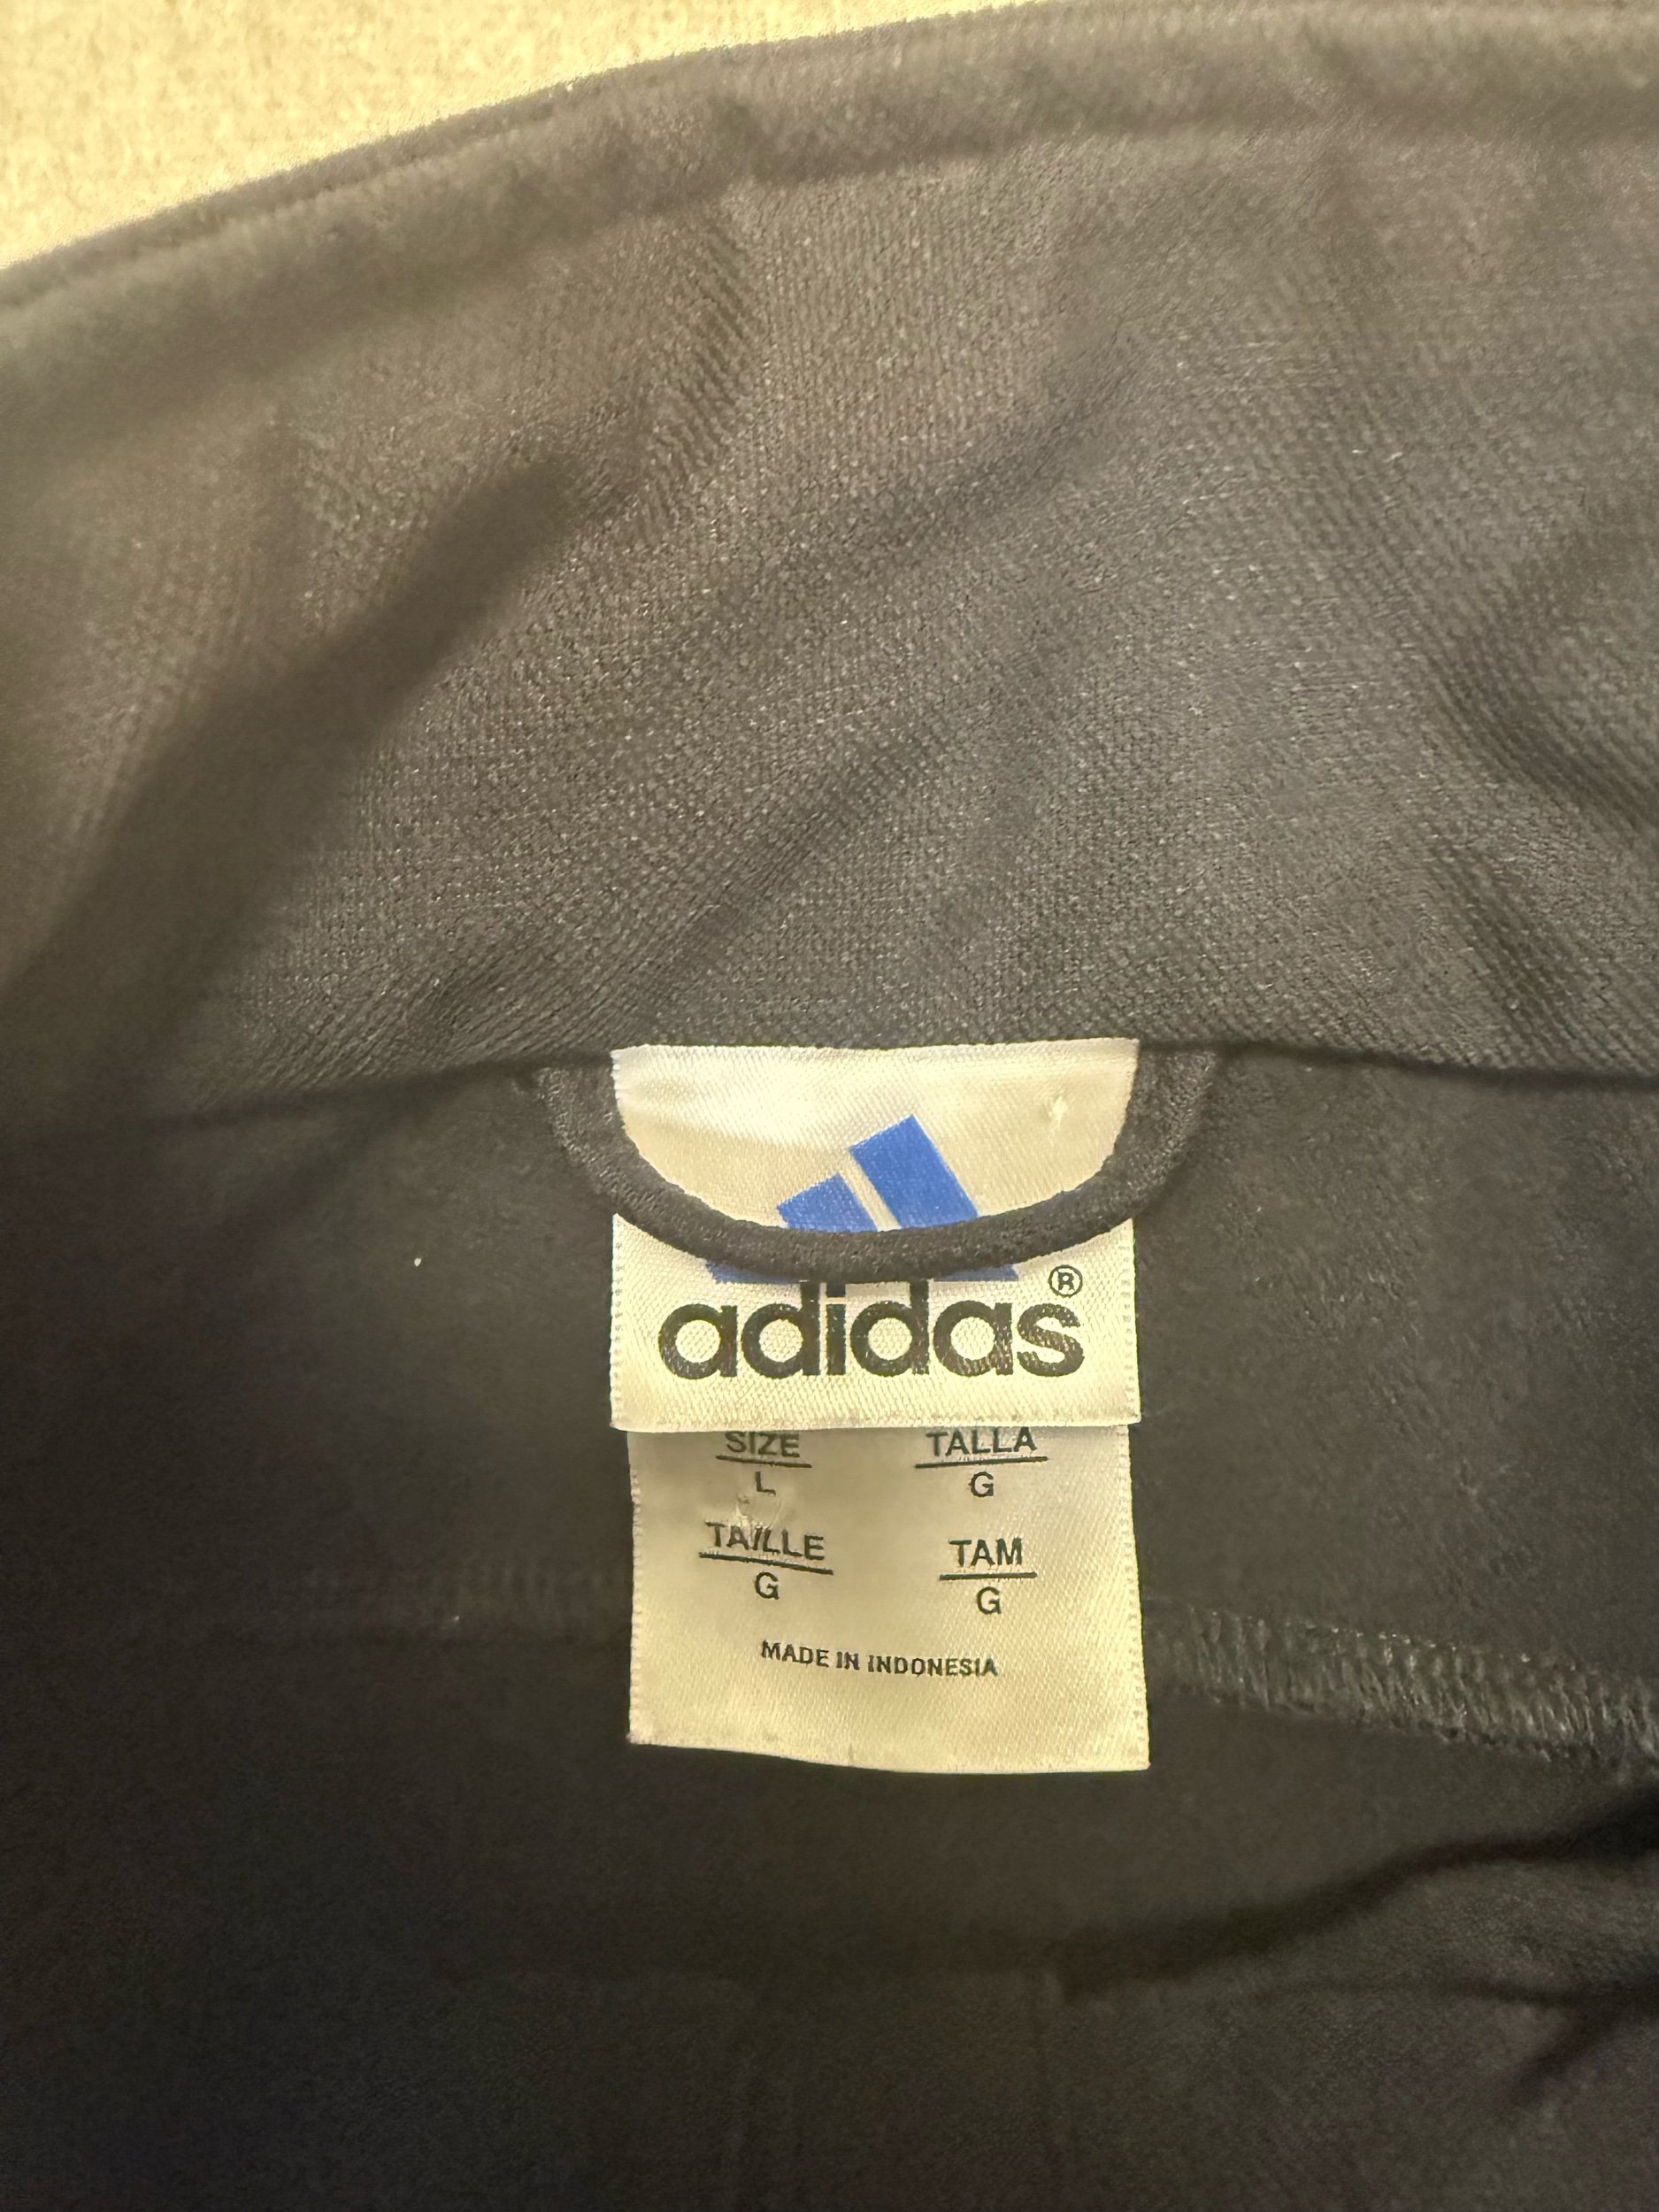 adidas®
SIZE TALLA
L G
TAILLE TAM
G G
MADE IN INDONESIA